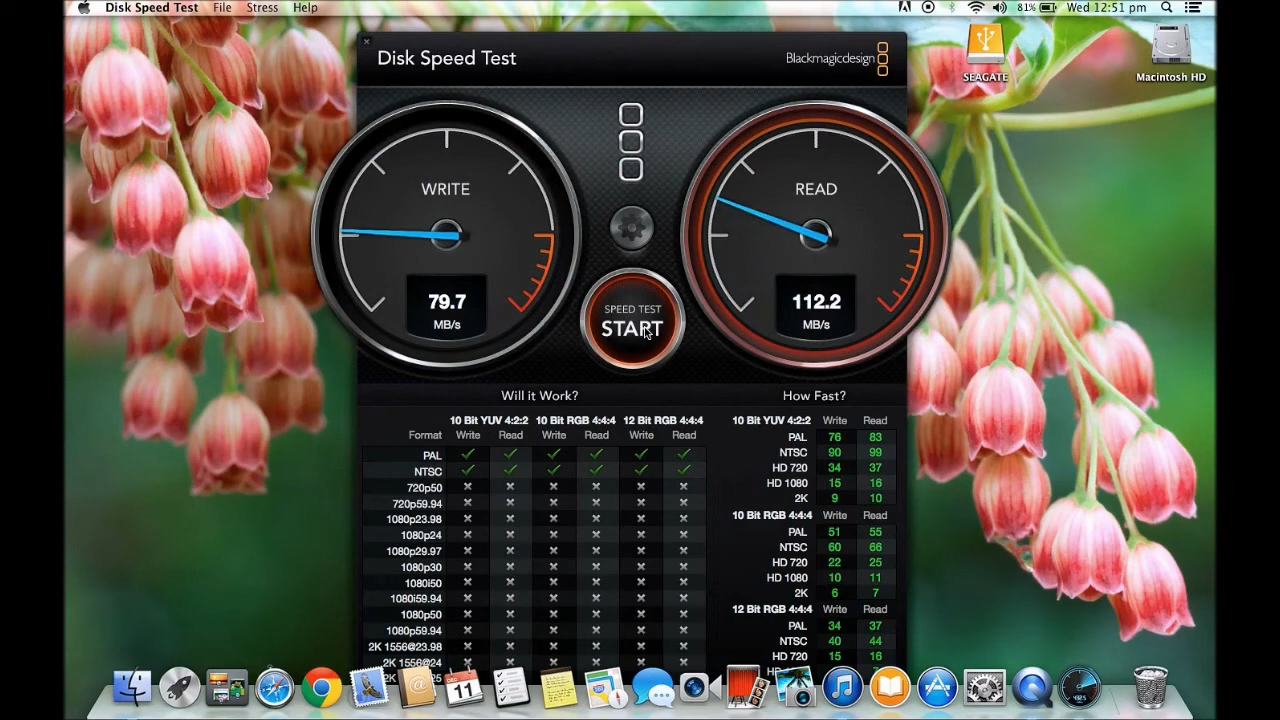 Disk Speed Test File Stress Help 81% Wed 12:51 pm
Disk Speed Test
Blackmagicdesign
SEAGATE
Macintosh HD
WRITE
79.7
MB/s
READ
112.2
MB/s
SPEED TEST
START
Will it Work?
10 Bit YUV 4:2:2 10 Bit RGB 4:4:4 12 Bit RGB 4:4:4
Format Write Read Write Read Write Read
PAL
NTSC
720p50
720p59.94
1080p23.98
1080p24
1080p29.97
1080p30
1080i50
1080i59.94
1080p50
1080p59.94
2K 1556@23.98
2K 1556@24
How Fast?
10 Bit YUV 4:2:2 Write Read
PAL 76 83
NTSC 90 99
HD 720 34 37
HD 1080 15 16
2K 9 10
10 Bit RGB 4:4:4 Write Read
PAL 51 55
NTSC 60 66
HD 720 22 25
HD 1080 10 11
2K 6 7
12 Bit RGB 4:4:4 Write Read
PAL 34 37
NTSC 40 44
HD 720 15 16
DEC
11